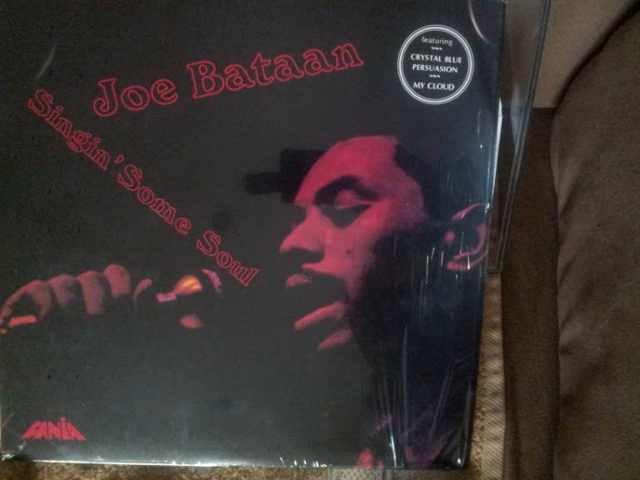 Joe Bataan
Singin' Some Soul
featuring
CRYSTAL BLUE
PERSUASION
MY CLOUD
FANIA